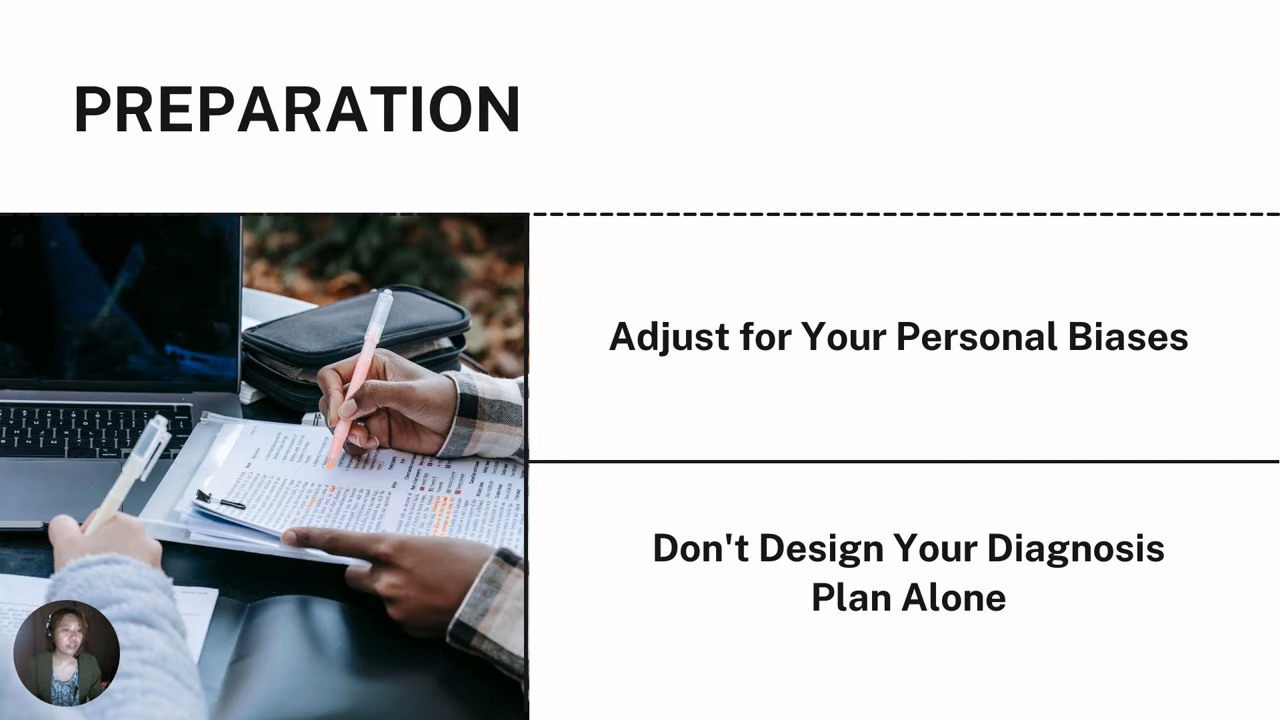 PREPARATION
Adjust for Your Personal Biases
Don't Design Your Diagnosis
Plan Alone